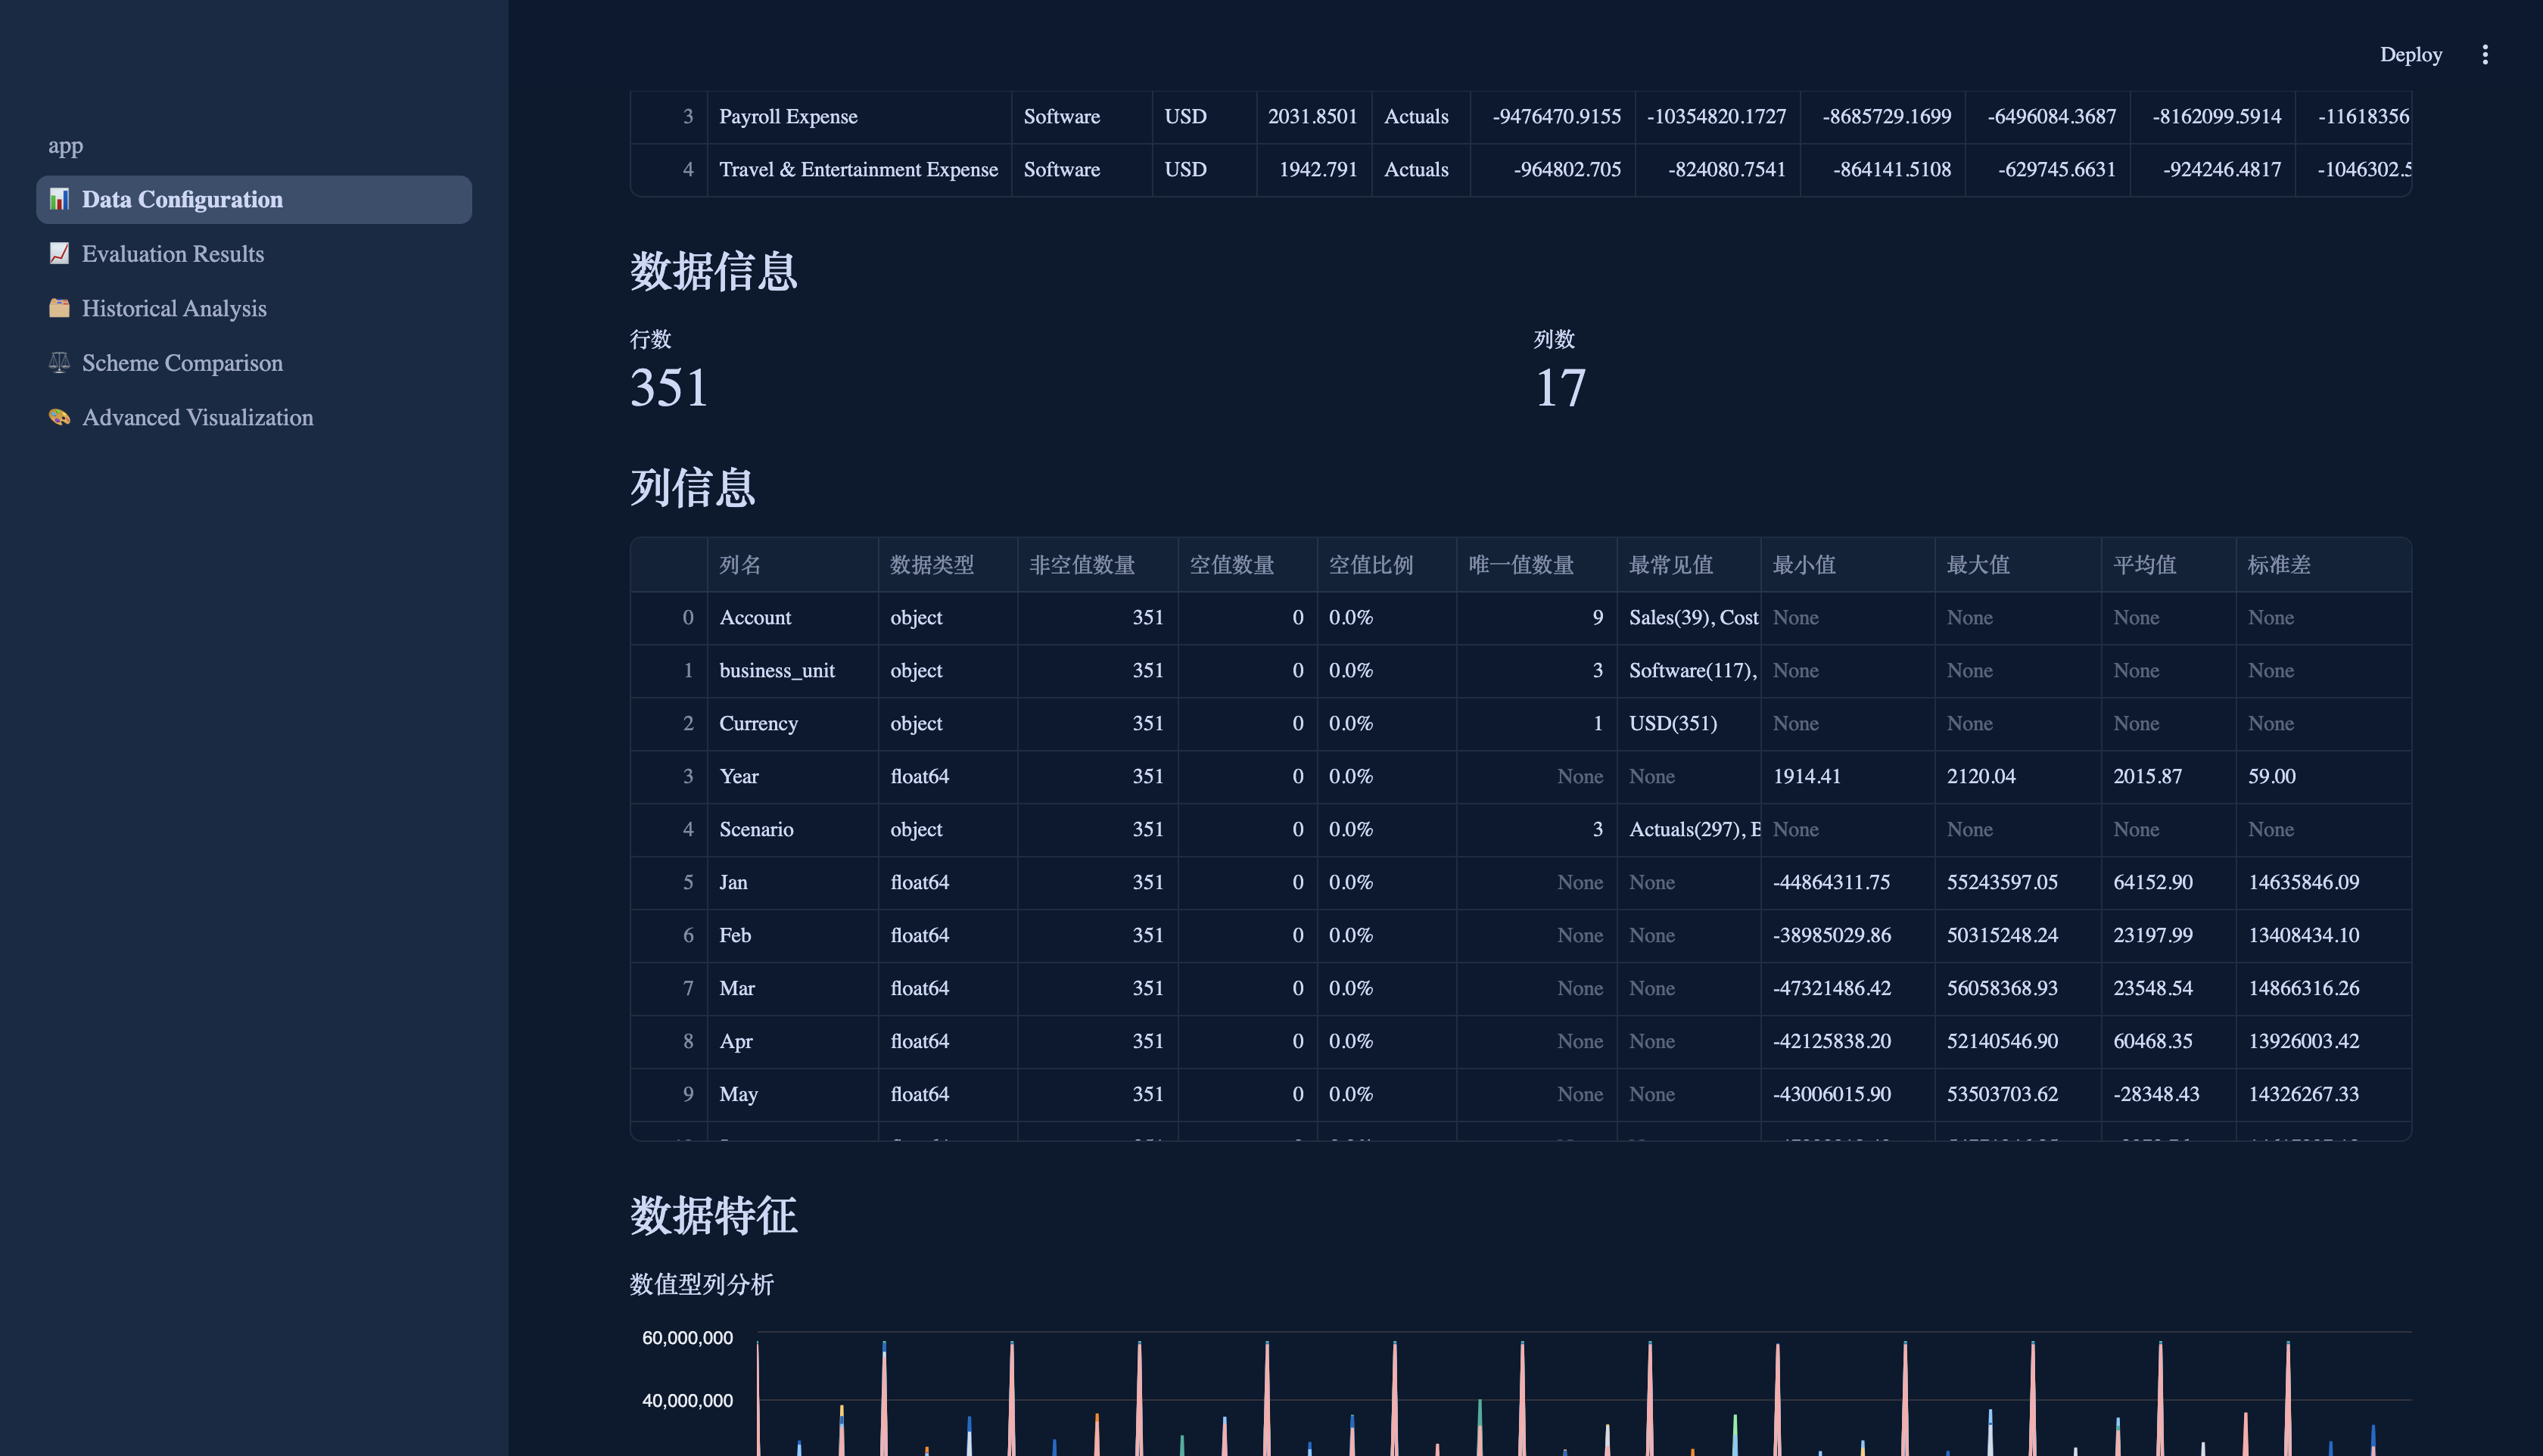 Deploy
app
Data Configuration
Evaluation Results
Historical Analysis
Scheme Comparison
Advanced Visualization
3 Payroll Expense Software USD 2031.8501 Actuals -9476470.9155 -10354820.1727 -8685729.1699 -6496084.3687 -8162099.5914 -11618356
4 Travel & Entertainment Expense Software USD 1942.791 Actuals -964802.705 -824080.7541 -864141.5108 -629745.6631 -924246.4817 -1046302.5
数据信息
行数 列数
351 17
列信息
列名 数据类型 非空值数量 空值数量 空值比例 唯一值数量 最常见值 最小值 最大值 平均值 标准差
0 Account object 351 0 0.0% 9 Sales(39), Cost None None None None
1 business_unit object 351 0 0.0% 3 Software(117), None None None None
2 Currency object 351 0 0.0% 1 USD(351) None None None None
3 Year float64 351 0 0.0% None None 1914.41 2120.04 2015.87 59.00
4 Scenario object 351 0 0.0% 3 Actuals(297), None None None None
5 Jan float64 351 0 0.0% None None -44864311.75 55243597.05 64152.90 14635846.09
6 Feb float64 351 0 0.0% None None -38985029.86 50315248.24 23197.99 13408434.10
7 Mar float64 351 0 0.0% None None -47321486.42 56058368.93 23548.54 14866316.26
8 Apr float64 351 0 0.0% None None -42125838.20 52140546.90 60468.35 13926003.42
9 May float64 351 0 0.0% None None -43006015.90 53503703.62 -28348.43 14326267.33
数据特征
数值型列分析
60,000,000
40,000,000